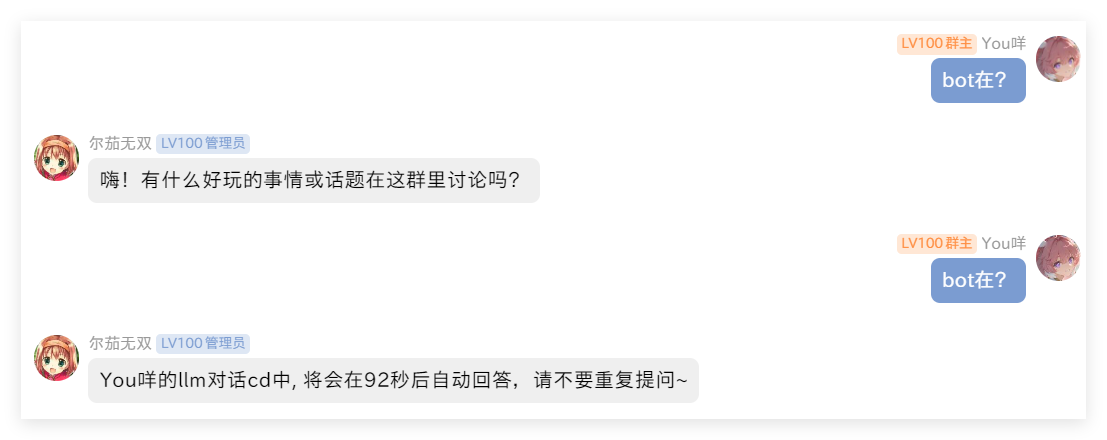 LV100 群主 You咩
bot在？
尔茄无双 LV100 管理员
嗨！有什么好玩的事情或话题在这群里讨论吗？
LV100 群主 You咩
bot在？
尔茄无双 LV100 管理员
You咩的llm对话cd中, 将会在92秒后自动回答，请不要重复提问~